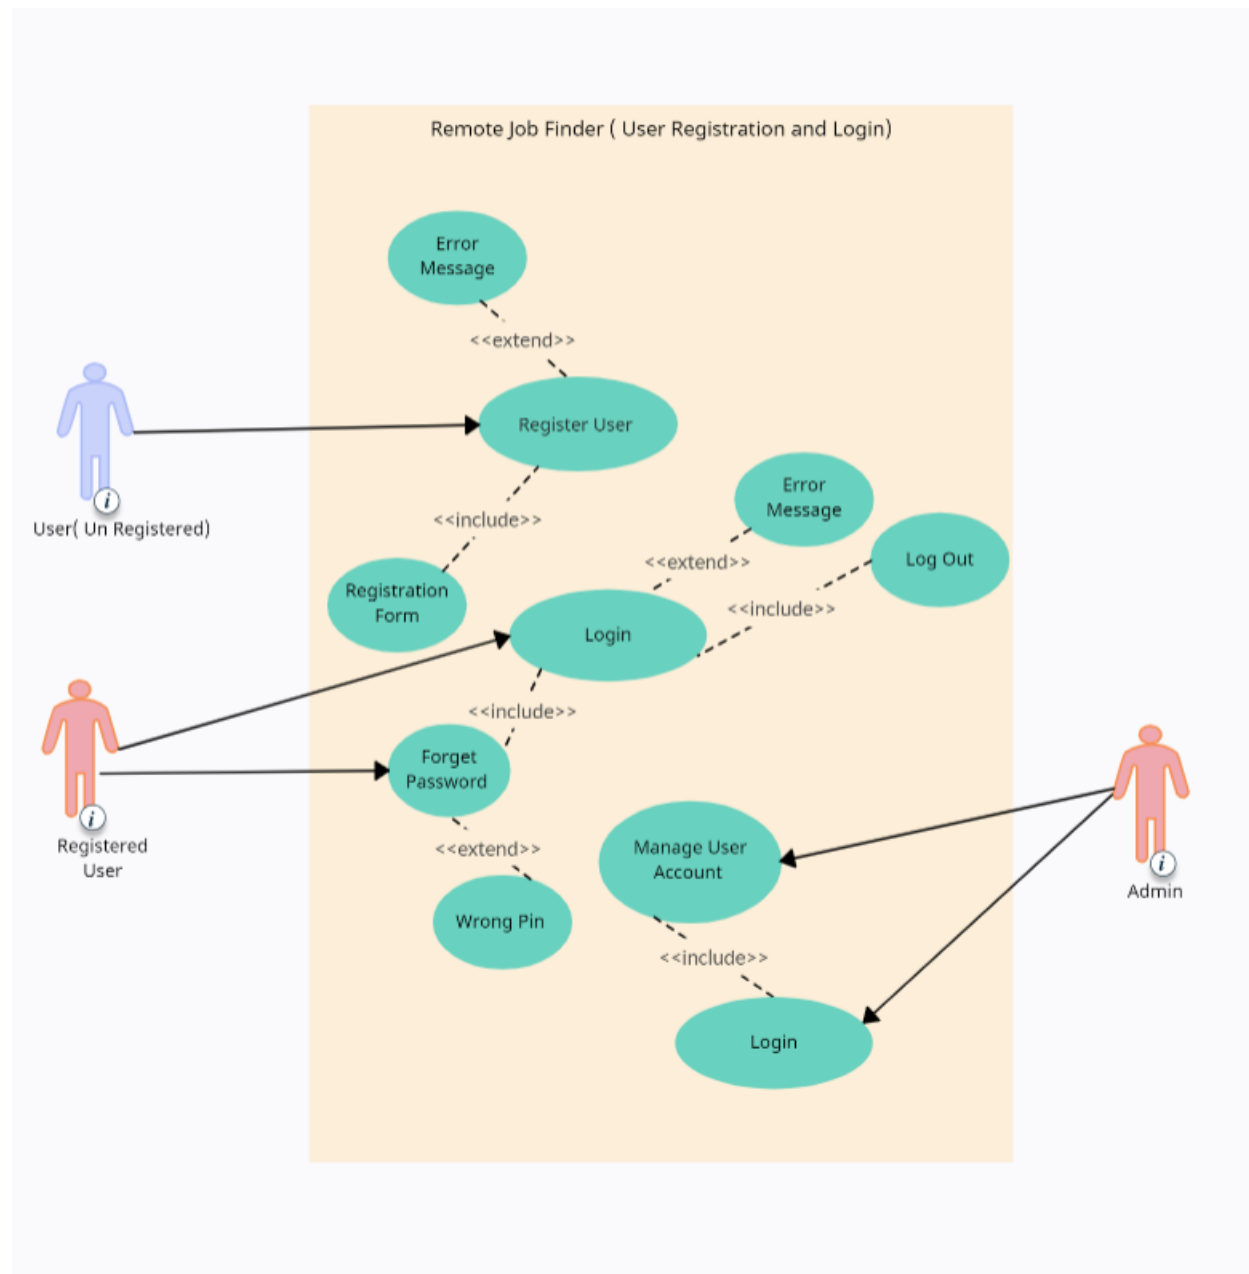 Remote Job Finder ( User Registration and Login)
Error
Message
<<extend>>
Register User
User( Un Registered)
<<include>>
Error
Message
<<extend>>
Log Out
Registration
Form
<<include>>
Login
<<include>>
Forget
Password
Registered
User
<<extend>>
Manage User
Account
Admin
Wrong Pin
<<include>>
Login